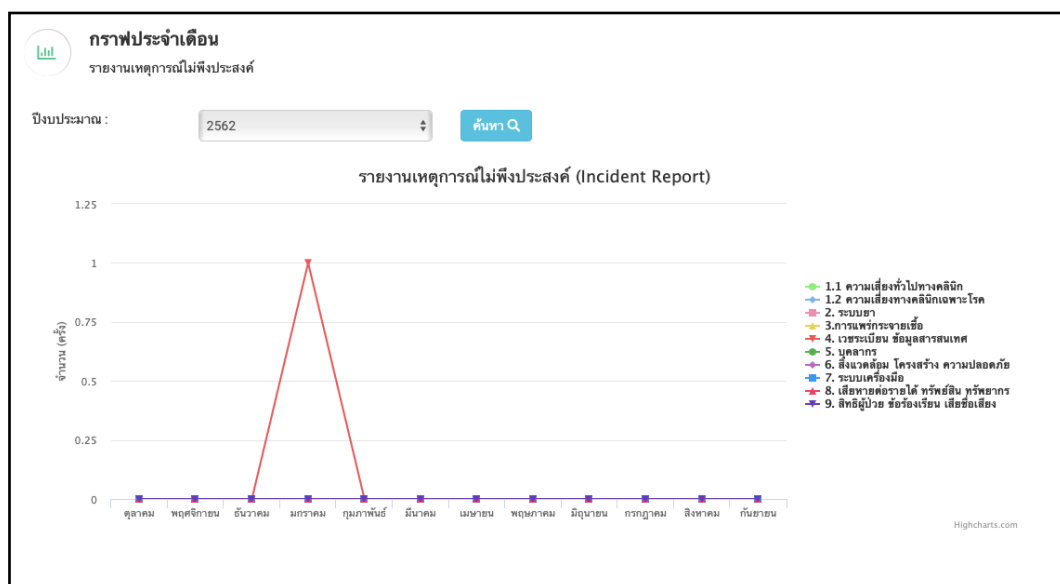 กราฟประจำเดือน
รายงานเหตุการณ์ไม่พึงประสงค์
ปีงบประมาณ :
2562
ค้นหา
รายงานเหตุการณ์ไม่พึงประสงค์ (Incident Report)
จำนวน (ครั้ง)
1.25
1
0.75
0.5
0.25
0
ตุลาคม พฤศจิกายน ธันวาคม มกราคม กุมภาพันธ์ มีนาคม เมษายน พฤษภาคม มิถุนายน กรกฎาคม สิงหาคม กันยายน
1.1 ความเสี่ยงทั่วไปทางคลินิก
1.2 ความเสี่ยงทางคลินิกเฉพาะโรค
2. ระบบยา
3.การแพร่กระจายเชื้อ
4. เวชระเบียน ข้อมูลสารสนเทศ
5. บุคลากร
6. สิ่งแวดล้อม โครงสร้าง ความปลอดภัย
7. ระบบเครื่องมือ
8. เสียหายต่อรายได้ ทรัพย์สิน ทรัพยากร
9. สิทธิผู้ป่วย ข้อร้องเรียน เสียชื่อเสียง
Highcharts.com